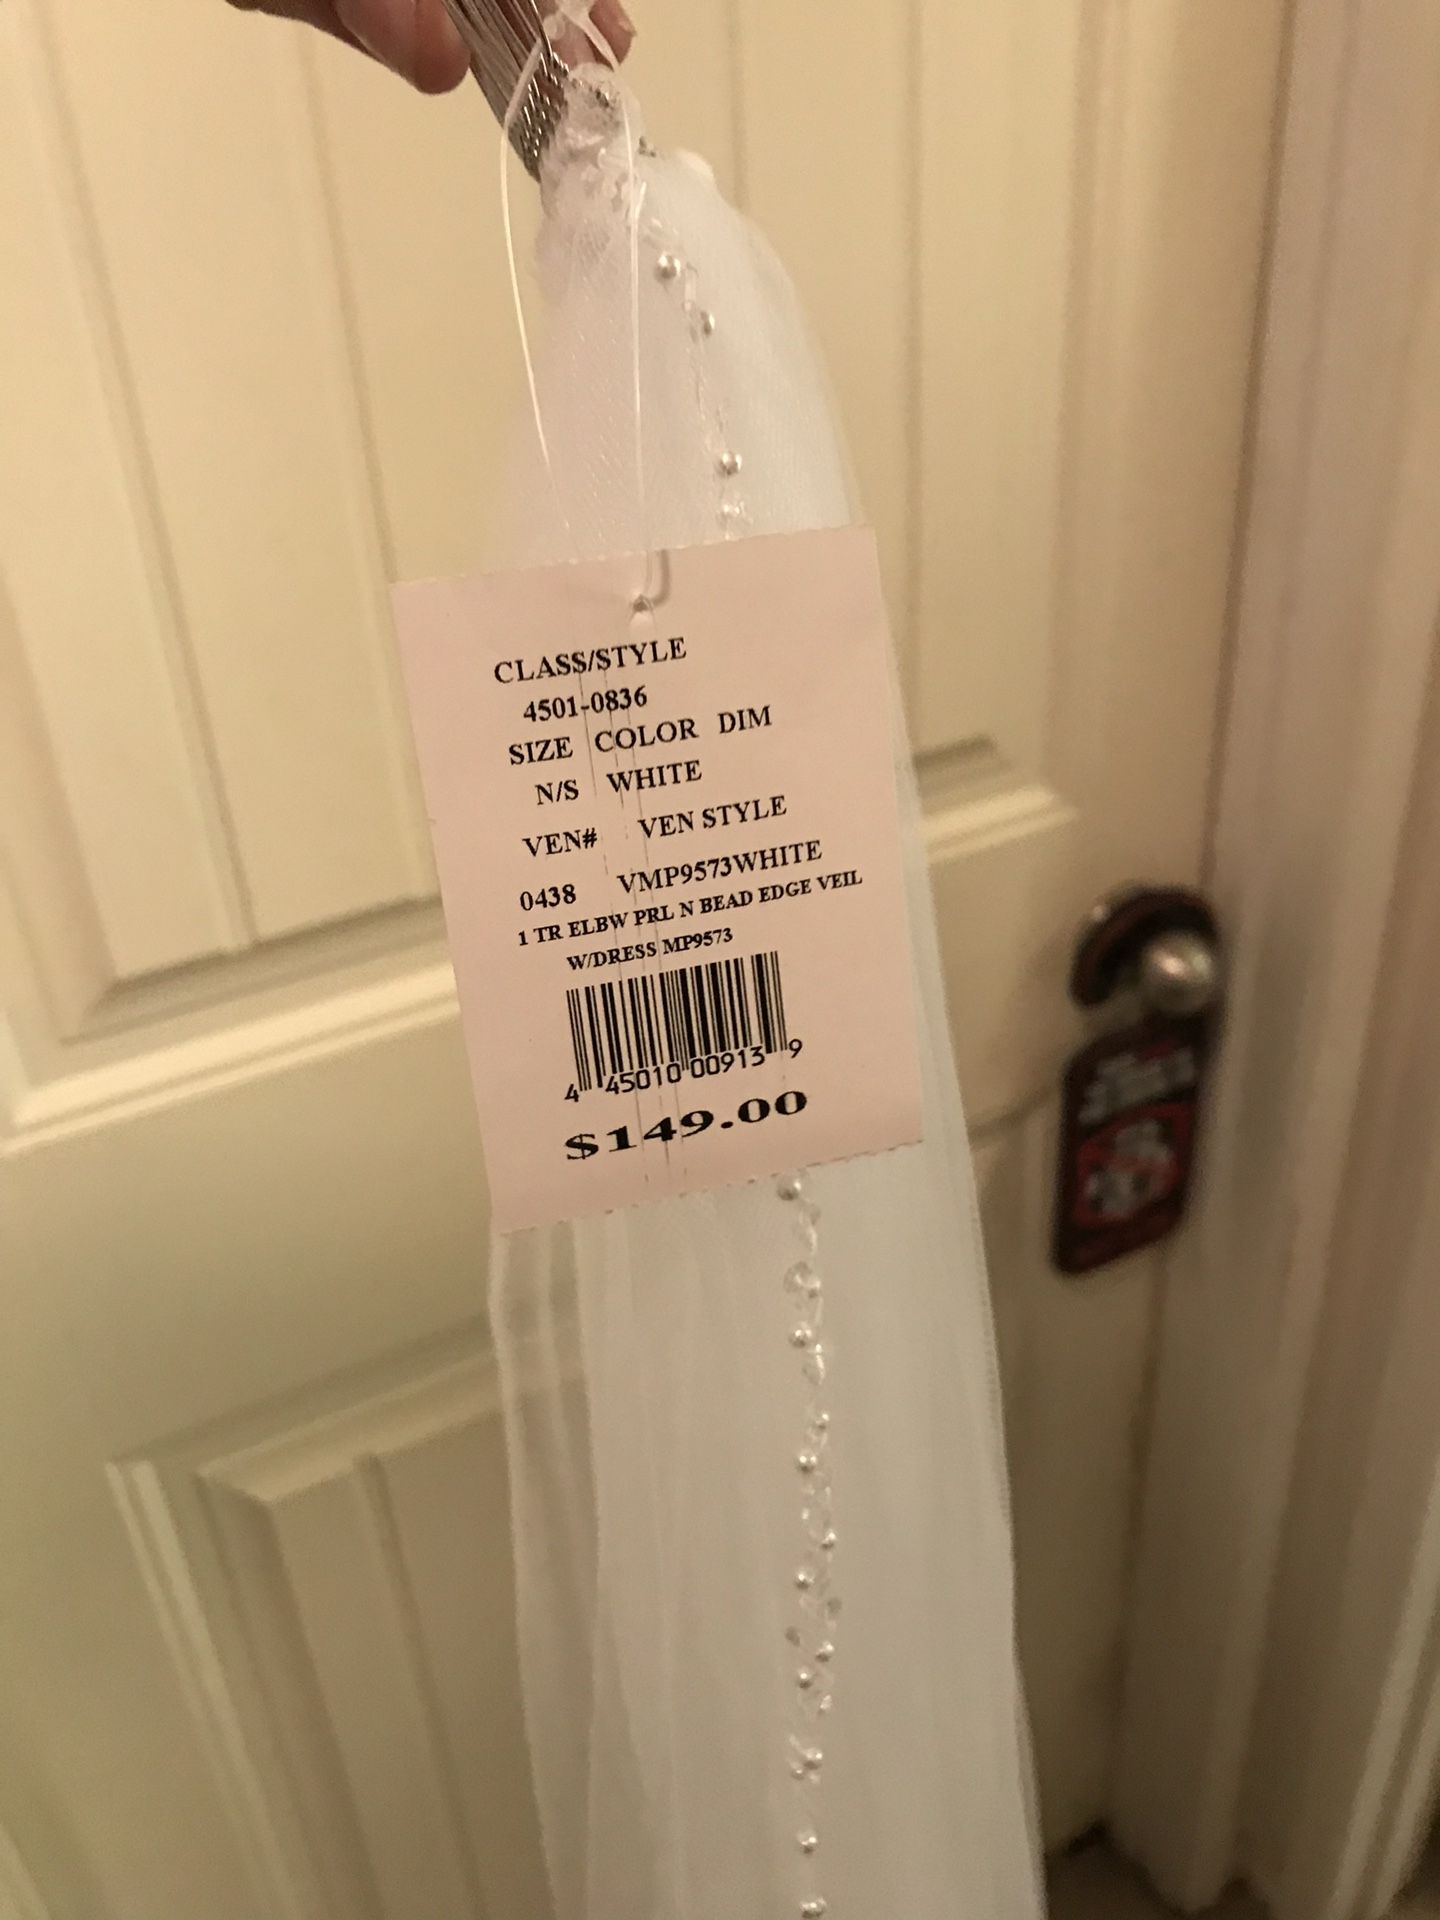 CLASS/STYLE
4501-0836
SIZE COLOR DIM
N/S WHITE
VEN# VEN STYLE
0438 VMP9573WHITE
1 TR ELBW PRL N BEAD EDGE VEIL
W/DRESS MP9573
4 45010 00913 9
$149.00